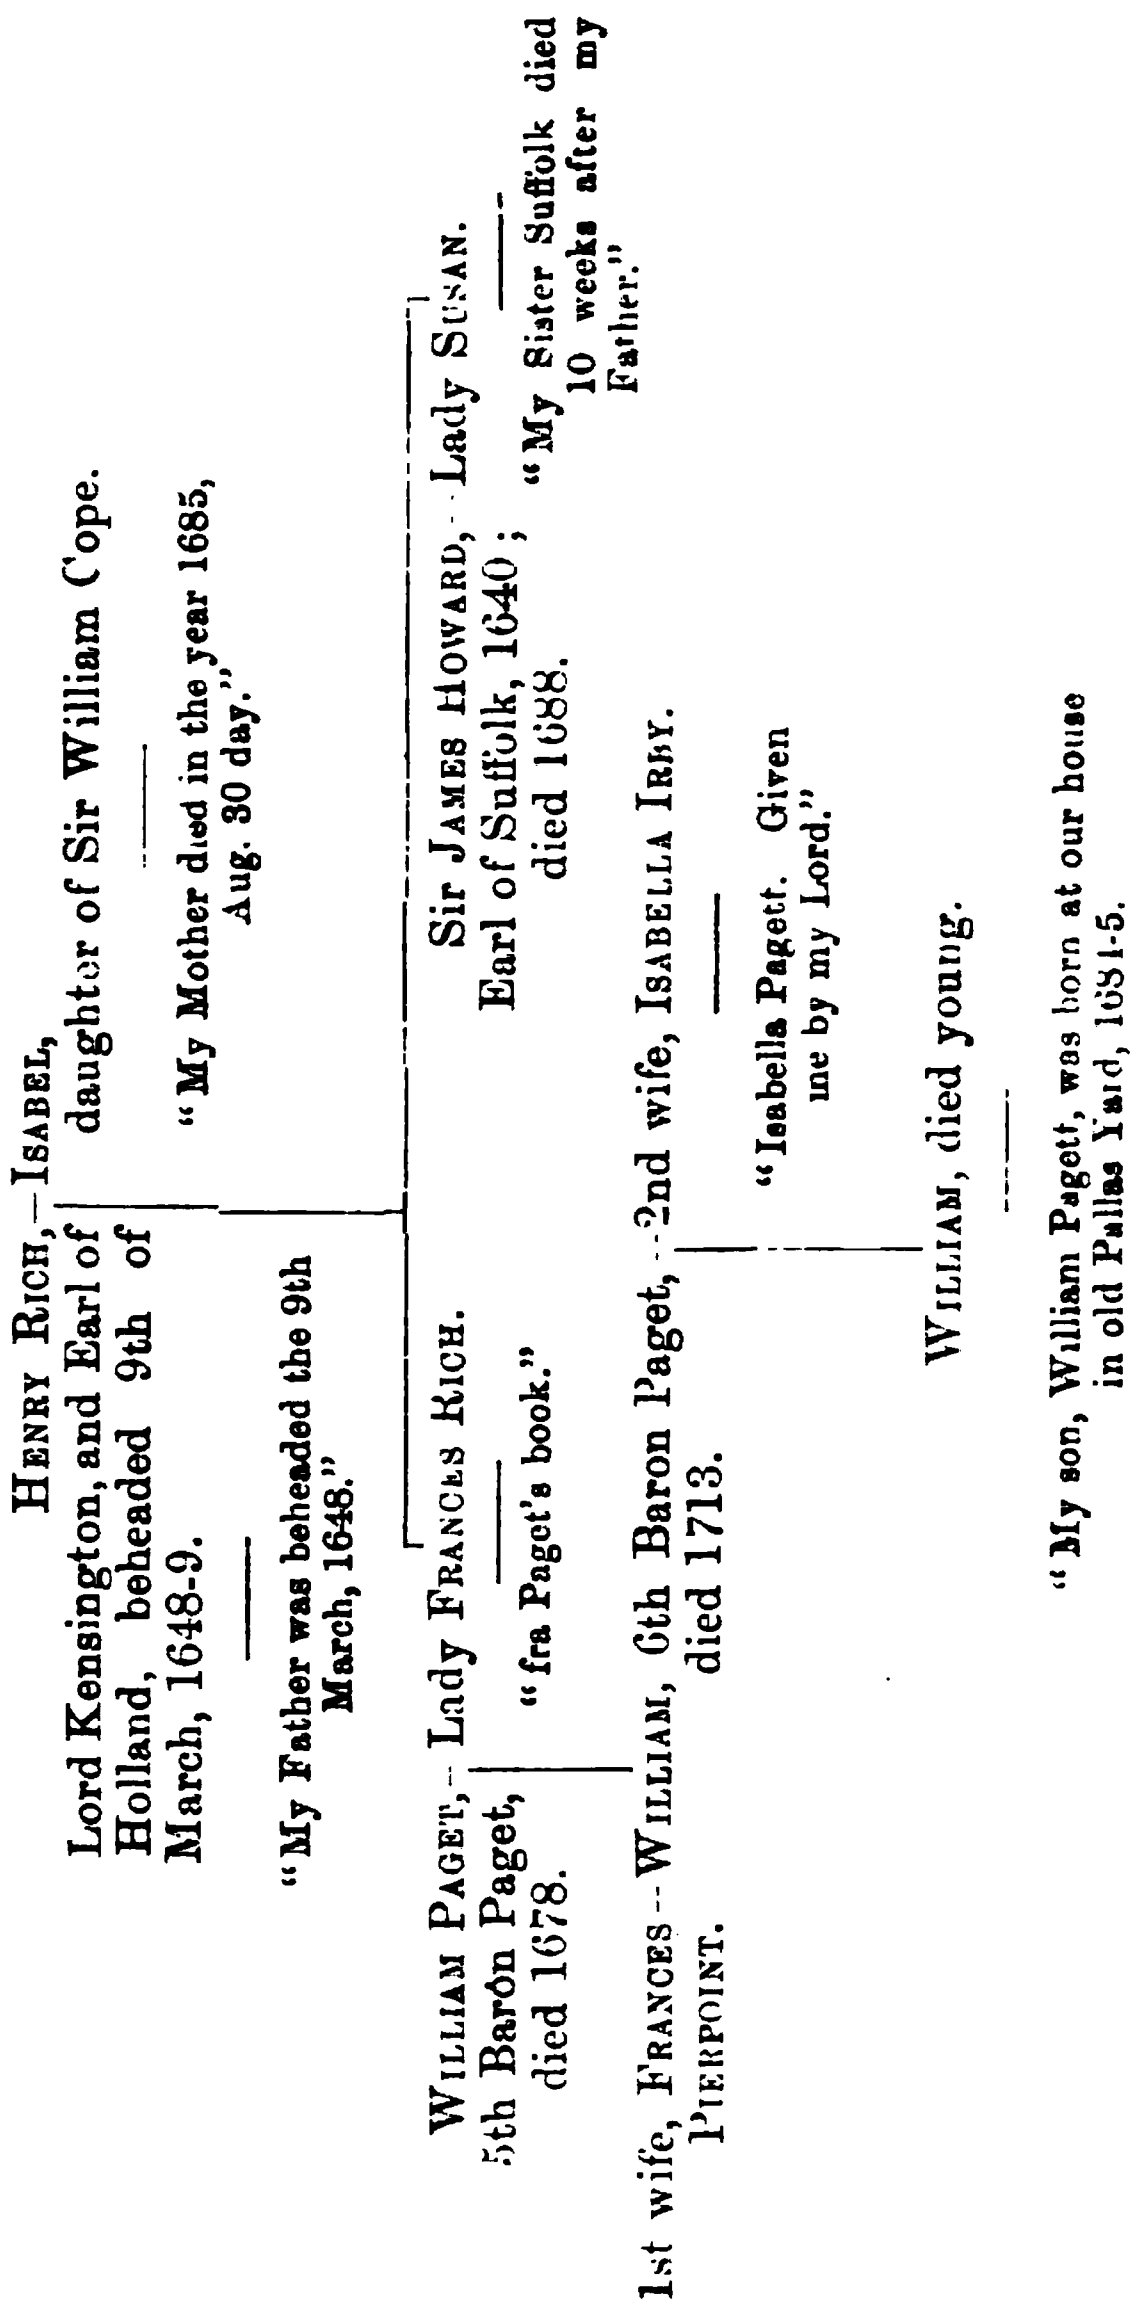 HENRY RICH,—ISABEL,
Lord Kensington, and Earl of
Holland, beheaded 9th of
March, 1648-9.
daughter of Sir William Cope.
"My Father was beheaded the 9th
March, 1648."
"My Mother died in the year 1685,
Aug. 30 day."
WILLIAM PAGET,—Lady FRANCES RICH.
5th Baron Paget,
died 1678.
"fra Paget's book."
Sir JAMES HOWARD,—Lady SUSAN.
Earl of Suffolk, 1640;
died 1688.
"My Sister Suffolk died
10 weeks after my
Father."
1st wife, FRANCES—WILLIAM, 6th Baron Paget,—2nd wife, ISABELLA IRBY.
PIERPOINT.
died 1713.
"Isabella Pagett. Given
me by my Lord."
WILLIAM, died young.
"My son, William Pagett, was born at our house
in old Pallas Yard, 1684-5.